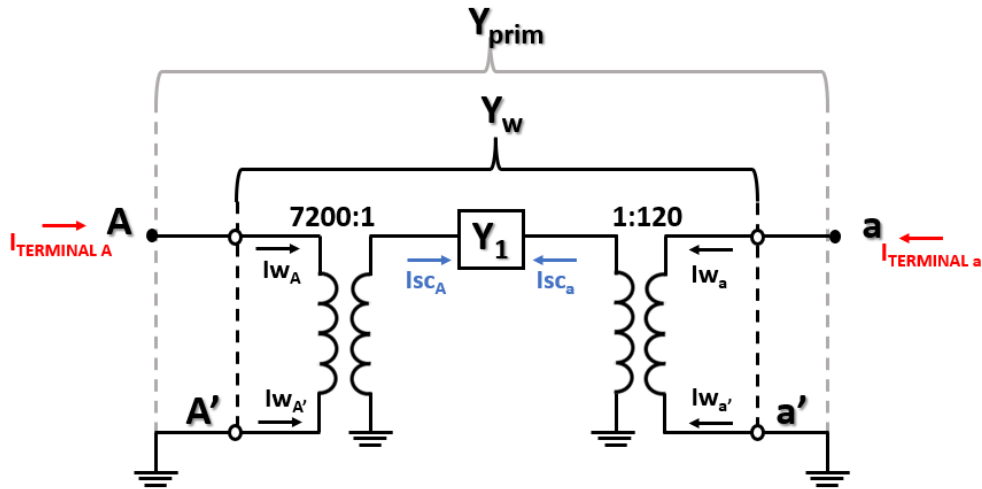 Yprim
Yw
7200:1
1:120
A
a
Y1
ITERMINAL A
ITERMINAL a
IwA
IscA
Isca
Iwa
A’
IwA’
Iwa’
a’